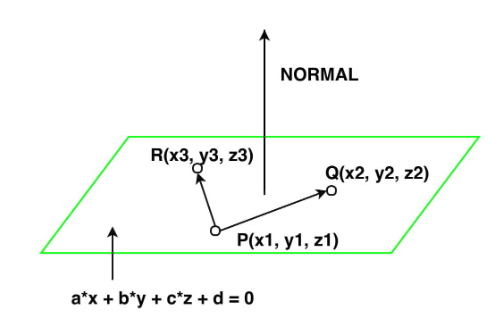 NORMAL
R(x3, y3, z3)
Q(x2, y2, z2)
P(x1, y1, z1)
a*x + b*y + c*z + d = 0